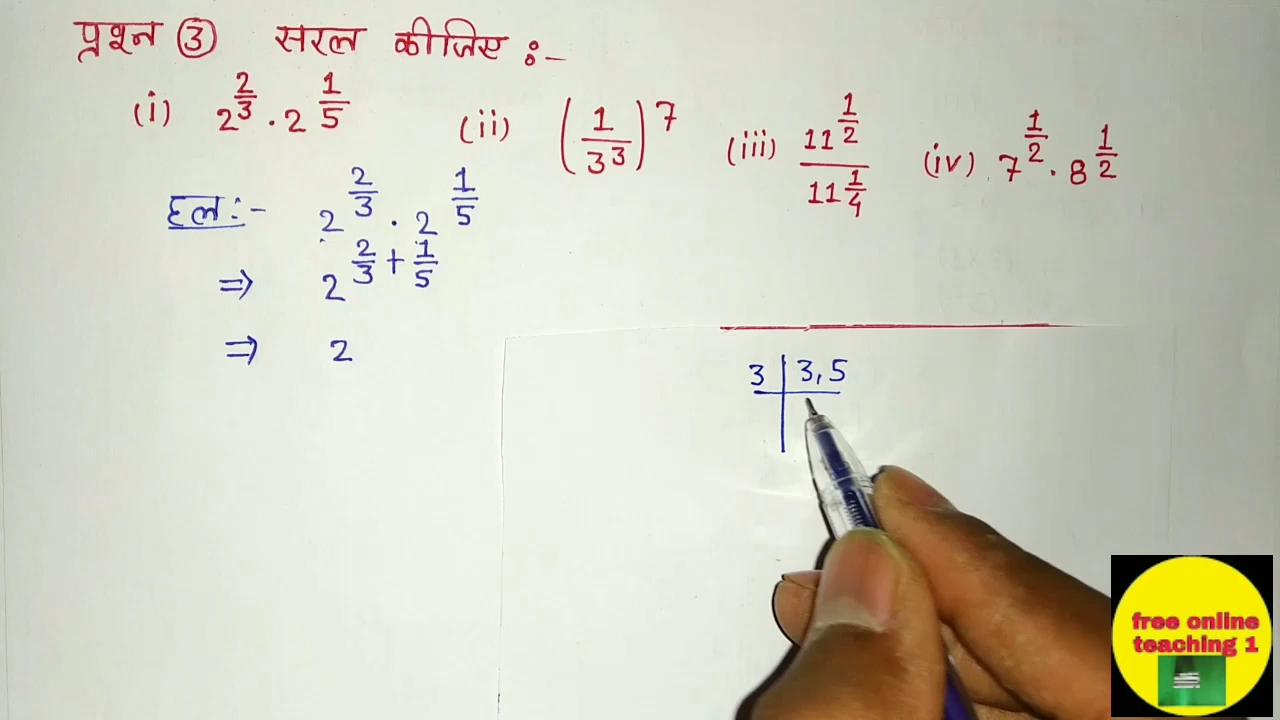 प्रश्न ③ सरल कीजिए :-
(i) 2^{2/3} . 2^{1/5} (ii) (1/3^3)^7 (iii) 11^{1/2}/11^{1/4} (iv) 7^{1/2} . 8^{1/2}
हल :- 2^{2/3} . 2^{1/5}
⇒ 2^{2/3 + 1/5}
⇒ 2
3 | 3, 5
free online
teaching 1